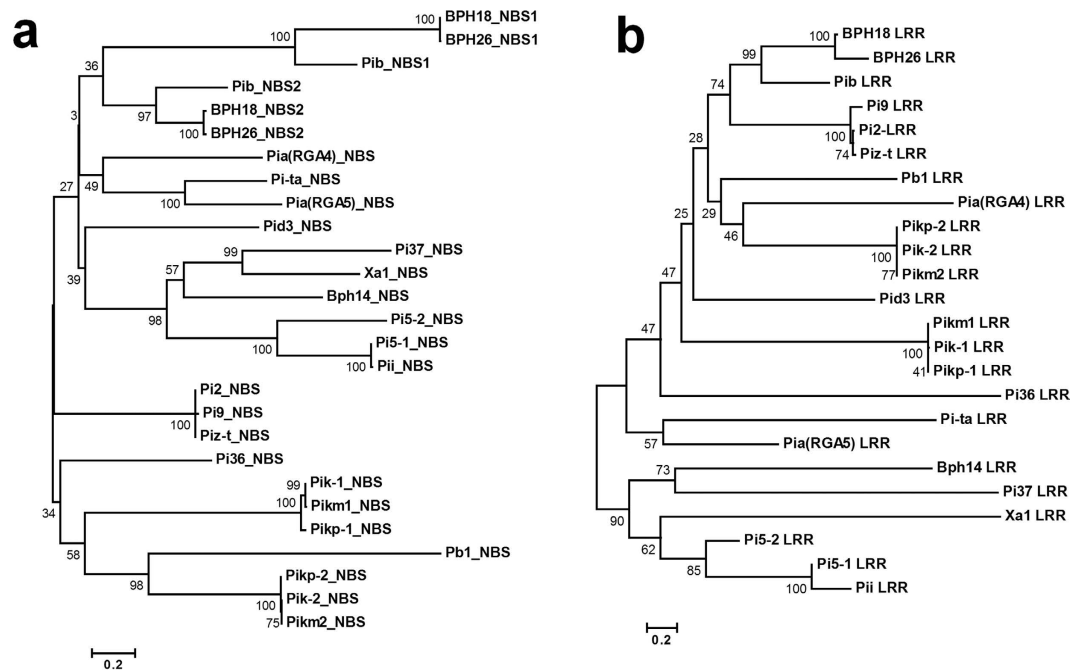 a
100
BPH18_NBS1
BPH26_NBS1
100
Pib_NBS1
36
Pib_NBS2
97
BPH18_NBS2
100
BPH26_NBS2
3
Pia(RGA4)_NBS
49
Pi-ta_NBS
100
Pia(RGA5)_NBS
27
Pid3_NBS
39
99
Pi37_NBS
Xa1_NBS
57
Bph14_NBS
98
Pi5-2_NBS
100
Pi5-1_NBS
100
Pii_NBS
Pi2_NBS
Pi9_NBS
100
Piz-t_NBS
Pi36_NBS
34
99
Pik-1_NBS
100
Pikm1_NBS
Pikp-1_NBS
58
Pb1_NBS
98
Pikp-2_NBS
100
Pik-2_NBS
75
Pikm2_NBS
0.2
b
100
BPH18 LRR
BPH26 LRR
99
Pib LRR
74
Pi9 LRR
100
Pi2-LRR
74
Piz-t LRR
28
Pb1 LRR
29
Pia(RGA4) LRR
46
Pikp-2 LRR
100
Pik-2 LRR
77
Pikm2 LRR
25
Pid3 LRR
47
Pikm1 LRR
100
Pik-1 LRR
41
Pikp-1 LRR
47
Pi36 LRR
Pi-ta LRR
57
Pia(RGA5) LRR
73
Bph14 LRR
Pi37 LRR
90
Xa1 LRR
62
Pi5-2 LRR
85
Pi5-1 LRR
100
Pii LRR
0.2